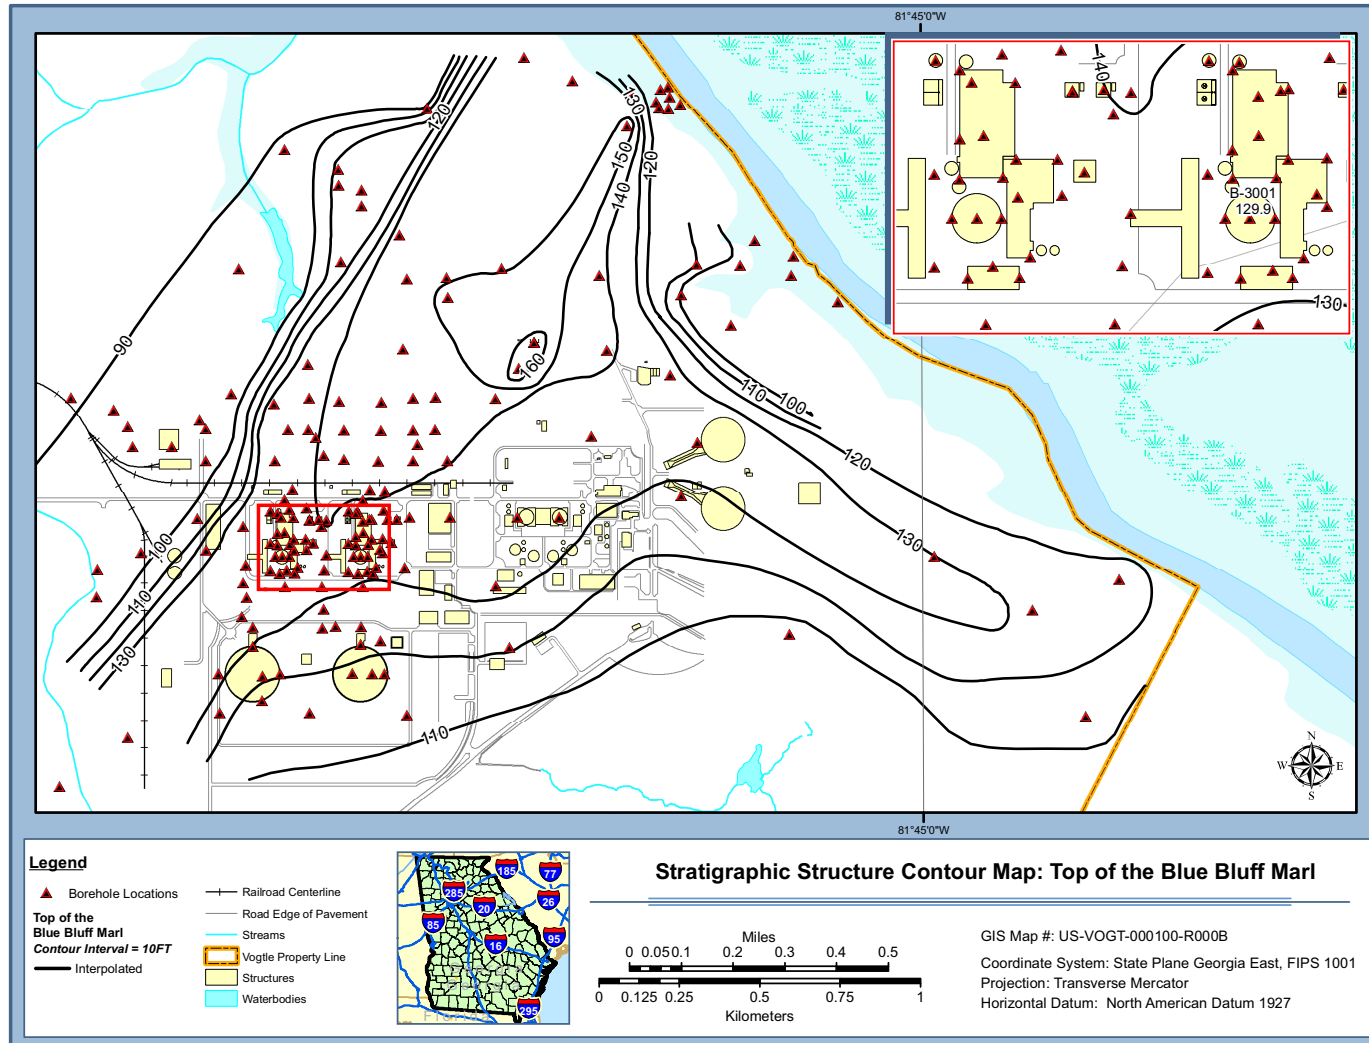 81°45'0"W
120
130
150
120
140
140
B-3001
129.9
130
90
160
110
100
120
130
100
110
130
110
81°45'0"W
N
W
E
S
Legend
Borehole Locations
Top of the
Blue Bluff Marl
Contour Interval = 10FT
Interpolated
Railroad Centerline
Road Edge of Pavement
Streams
Vogtle Property Line
Structures
Waterbodies
185
77
285
20
26
85
16
95
295
Florida
Stratigraphic Structure Contour Map: Top of the Blue Bluff Marl
Miles
0 0.05 0.1 0.2 0.3 0.4 0.5
0 0.125 0.25 0.5 0.75 1
Kilometers
GIS Map #: US-VOGT-000100-R000B
Coordinate System: State Plane Georgia East, FIPS 1001
Projection: Transverse Mercator
Horizontal Datum: North American Datum 1927